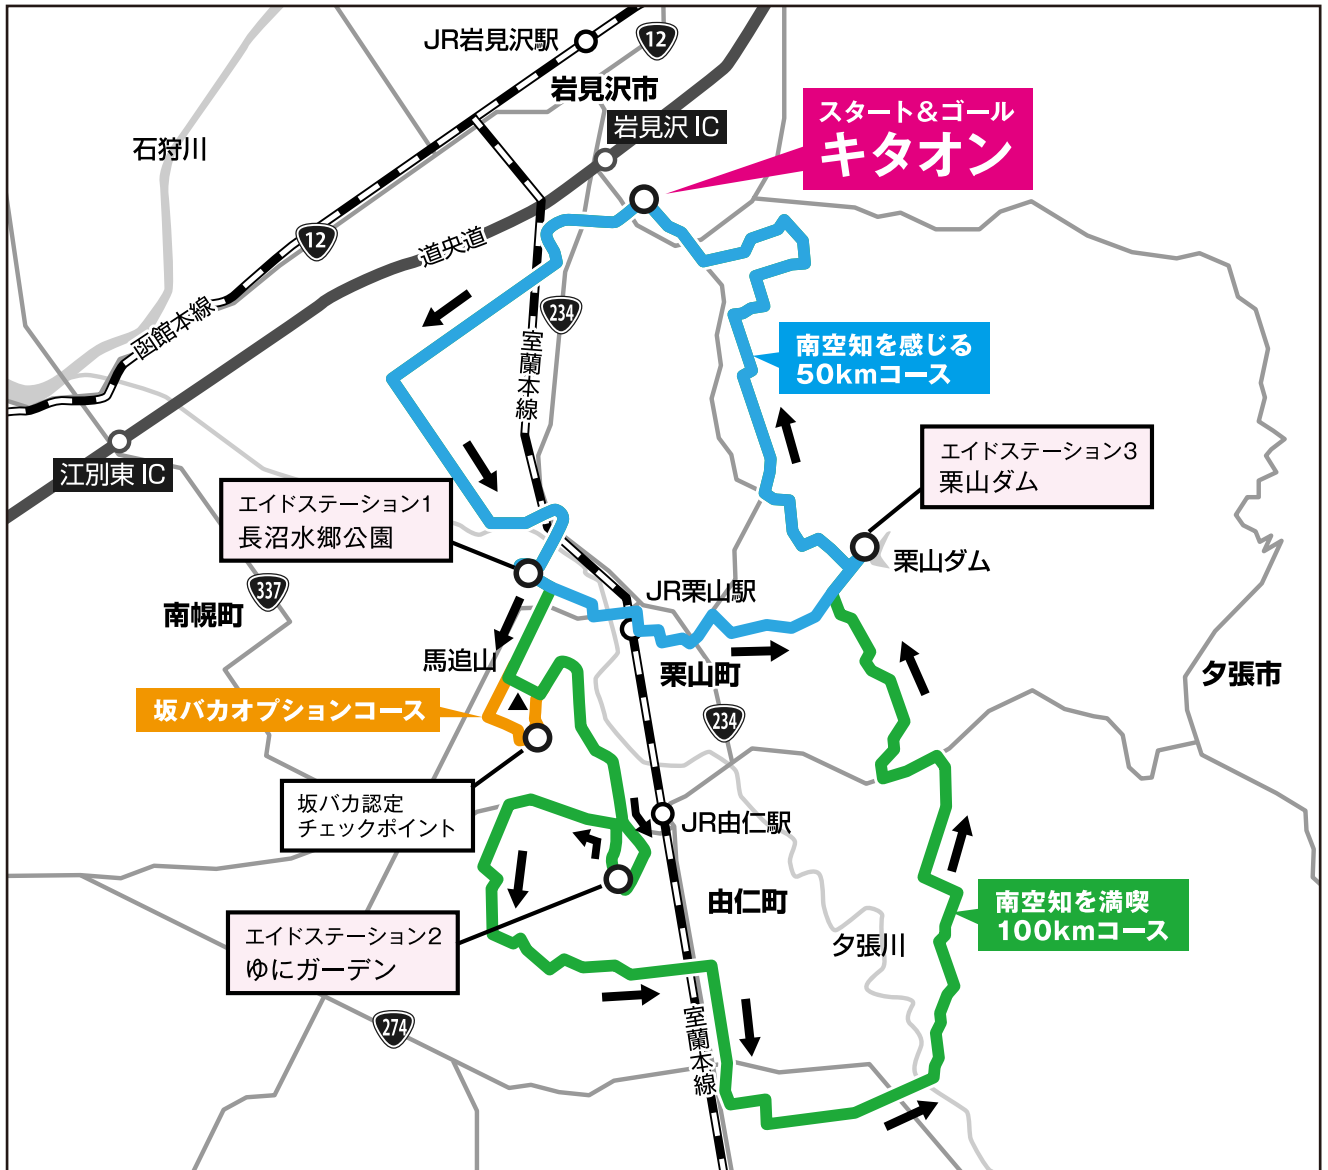 JR岩見沢駅
12
岩見沢市
岩見沢 IC
スタート&ゴール
キタオン
石狩川
12
道央道
函館本線
234
室蘭本線
南空知を感じる
50kmコース
江別東 IC
エイドステーション1
長沼水郷公園
エイドステーション3
栗山ダム
栗山ダム
337
南幌町
JR栗山駅
馬追山
栗山町
夕張市
坂バカオプションコース
234
坂バカ認定
チェックポイント
JR由仁駅
由仁町
南空知を満喫
100kmコース
エイドステーション2
ゆにガーデン
夕張川
274
室蘭本線